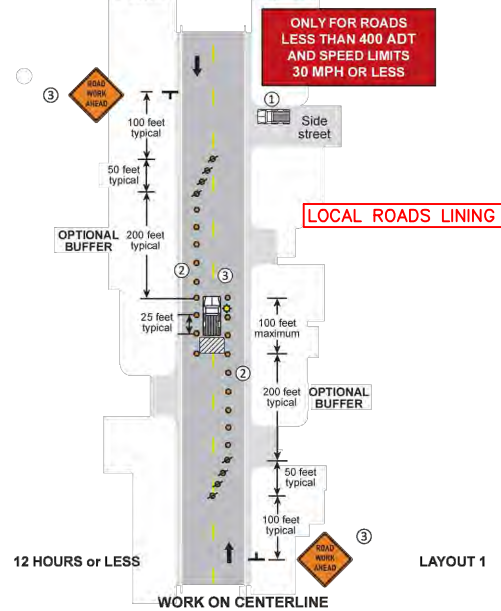 ONLY FOR ROADS
LESS THAN 400 ADT
AND SPEED LIMITS
30 MPH OR LESS
③
ROAD
WORK
AHEAD
①
Side
street
100 feet
typical
50 feet
typical
LOCAL ROADS LINING
OPTIONAL
BUFFER
200 feet
typical
②
③
25 feet
typical
100 feet
maximum
②
200 feet
typical
OPTIONAL
BUFFER
50 feet
typical
100 feet
typical
③
ROAD
WORK
AHEAD
12 HOURS or LESS
LAYOUT 1
WORK ON CENTERLINE